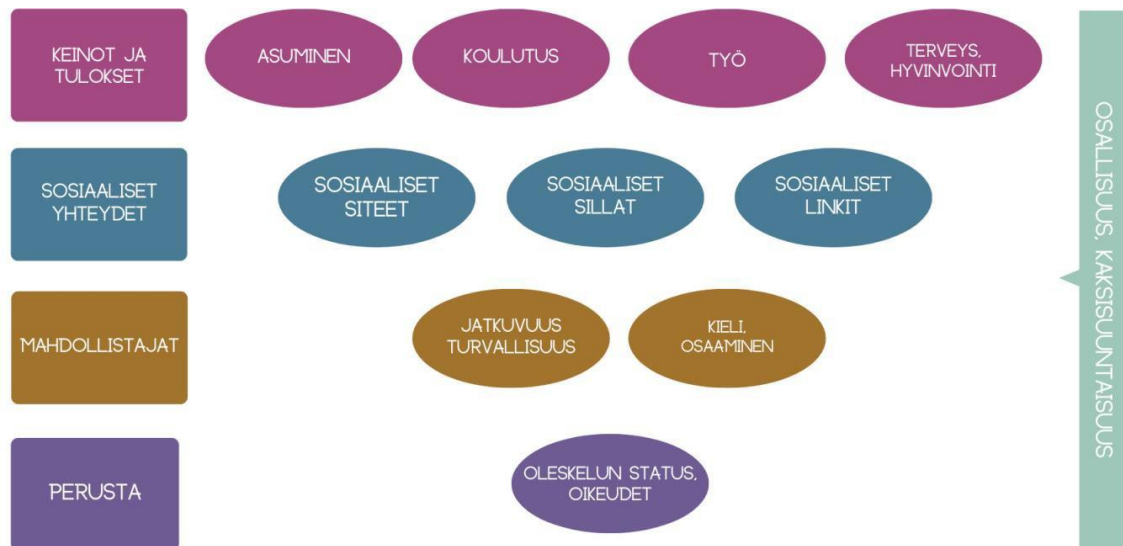 KEINOT JA
TULOKSET
ASUMINEN
KOULUTUS
TYÖ
TERVEYS,
HYVINVOINTI
SOSIAALISET
YHTEYDET
SOSIAALISET
SITEET
SOSIAALISET
SILLAT
SOSIAALISET
LINKIT
MAHDOLLISTAJAT
JATKUVUUS
TURVALLISUUS
KIELI,
OSAAMINEN
PERUSTA
OLESKELUN STATUS,
OIKEUDET
OSALLISUUS, KAKSISUUNTAISUUS